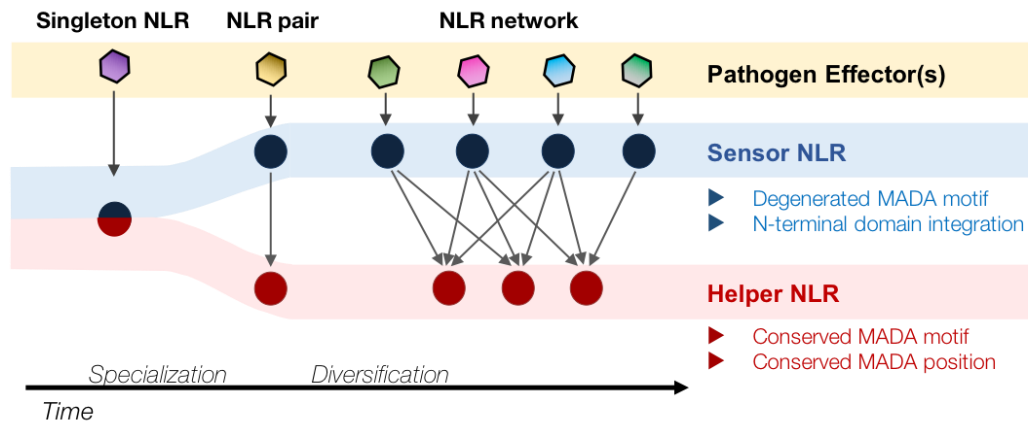 Singleton NLR
NLR pair
NLR network
Pathogen Effector(s)
Sensor NLR
Degenerated MADA motif
N-terminal domain integration
Helper NLR
Conserved MADA motif
Conserved MADA position
Specialization
Diversification
Time